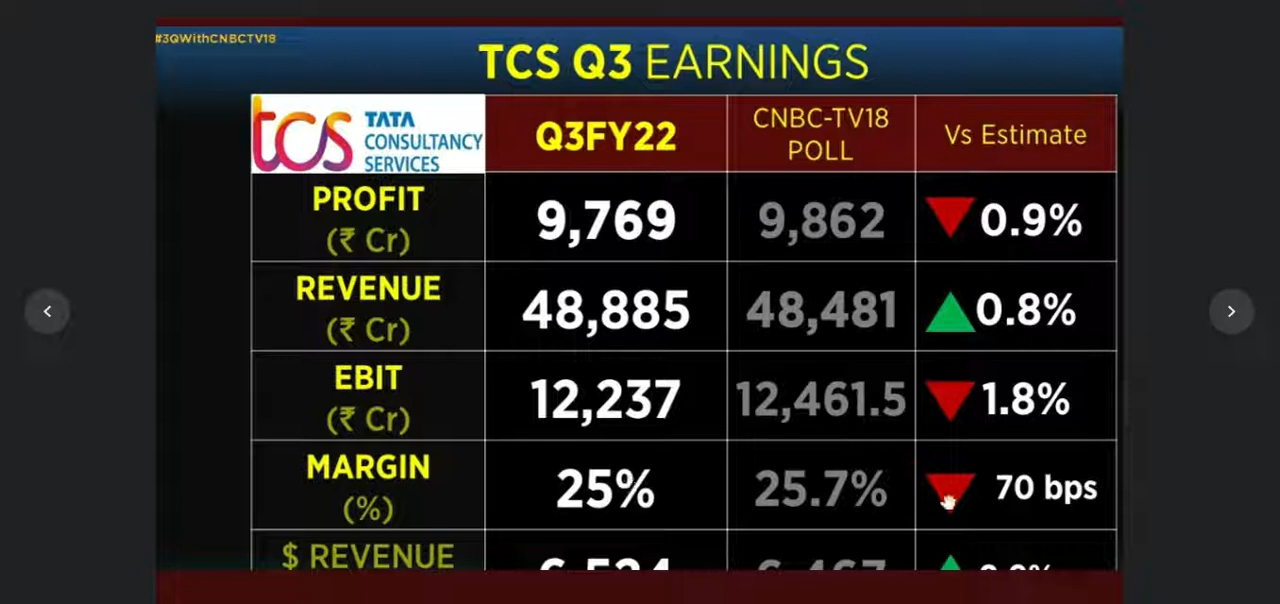 #3QWithCNBCTV18
TCS Q3 EARNINGS
tcs TATA
CONSULTANCY
SERVICES
Q3FY22
CNBC-TV18
POLL
Vs Estimate
PROFIT
(₹ Cr)
9,769
9,862
0.9%
REVENUE
(₹ Cr)
48,885
48,481
0.8%
EBIT
(₹ Cr)
12,237
12,461.5
1.8%
MARGIN
(%)
25%
25.7%
70 bps
$ REVENUE